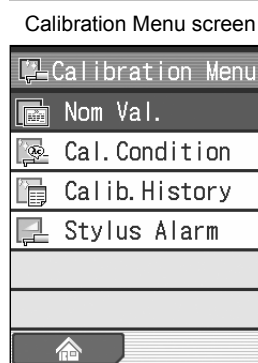 Calibration Menu screen
Calibration Menu
Nom Val.
Cal.Condition
Calib.History
Stylus Alarm